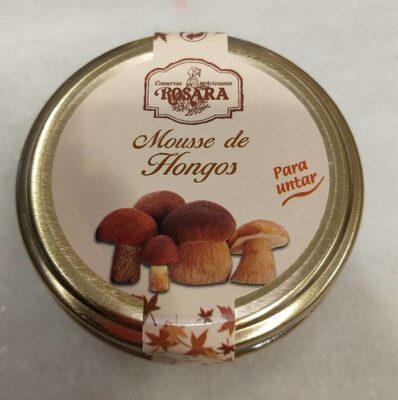 Conservas Artesanas
ROSARA
Mousse de
Hongos
Para
untar